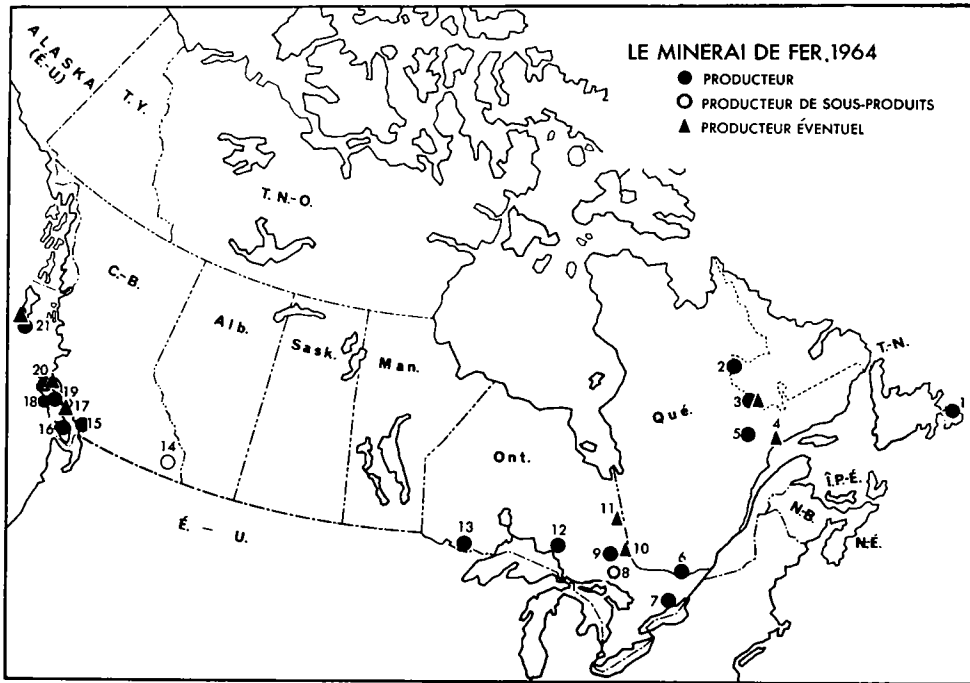 LE MINERAI DE FER, 1964
PRODUCTEUR
PRODUCTEUR DE SOUS-PRODUITS
PRODUCTEUR ÉVENTUEL
ALASKA
(É.-U)
T.Y.
T.N.-O.
C.-B.
Alb.
Sask.
Man.
Ont.
Qué.
T.-N.
Î.P.-É.
N.-B.
N.-É.
É. — U.
1
2
3
4
5
6
7
8
9
10
11
12
13
14
15
16
17
18
19
20
21